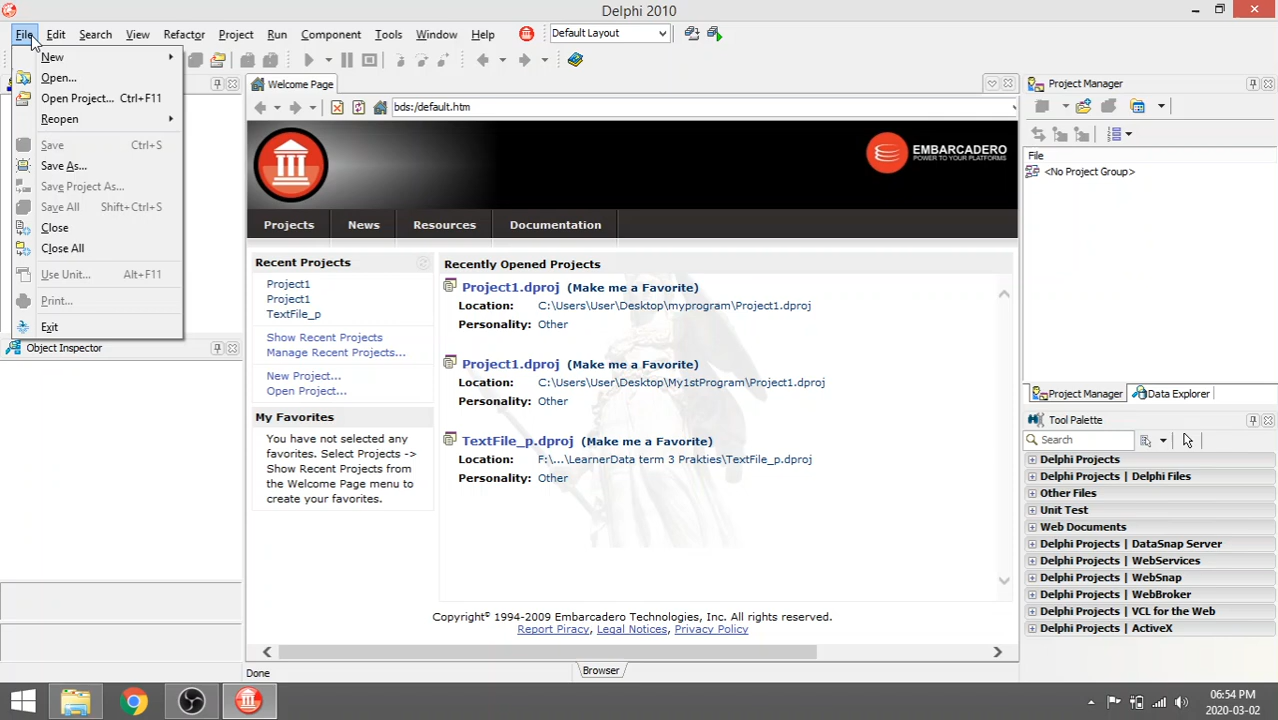 Delphi 2010
File Edit Search View Refactor Project Run Component Tools Window Help Default Layout
New
Open...
Open Project... Ctrl+F11
Reopen
Save Ctrl+S
Save As...
Save Project As...
Save All Shift+Ctrl+S
Close
Close All
Use Unit... Alt+F11
Print...
Exit
Object Inspector
Welcome Page
bds:/default.htm
EMBARCADERO
POWER TO YOUR PLATFORMS
Projects News Resources Documentation
Recent Projects
Project1
Project1
TextFile_p
Show Recent Projects
Manage Recent Projects...
New Project...
Open Project...
My Favorites
You have not selected any
favorites. Select Projects ->
Show Recent Projects from
the Welcome Page menu to
create your favorites.
Recently Opened Projects
Project1.dproj (Make me a Favorite)
Location: C:\Users\User\Desktop\myprogram\Project1.dproj
Personality: Other
Project1.dproj (Make me a Favorite)
Location: C:\Users\User\Desktop\My1stProgram\Project1.dproj
Personality: Other
TextFile_p.dproj (Make me a Favorite)
Location: F:\...\LearnerData term 3 Prakties\TextFile_p.dproj
Personality: Other
Copyright© 1994-2009 Embarcadero Technologies, Inc. All rights reserved.
Report Piracy, Legal Notices, Privacy Policy
Done
Browser
Project Manager
File
<No Project Group>
Project Manager Data Explorer
Tool Palette
Search
Delphi Projects
Delphi Projects | Delphi Files
Other Files
Unit Test
Web Documents
Delphi Projects | DataSnap Server
Delphi Projects | WebServices
Delphi Projects | WebSnap
Delphi Projects | WebBroker
Delphi Projects | VCL for the Web
Delphi Projects | ActiveX
06:54 PM
2020-03-02